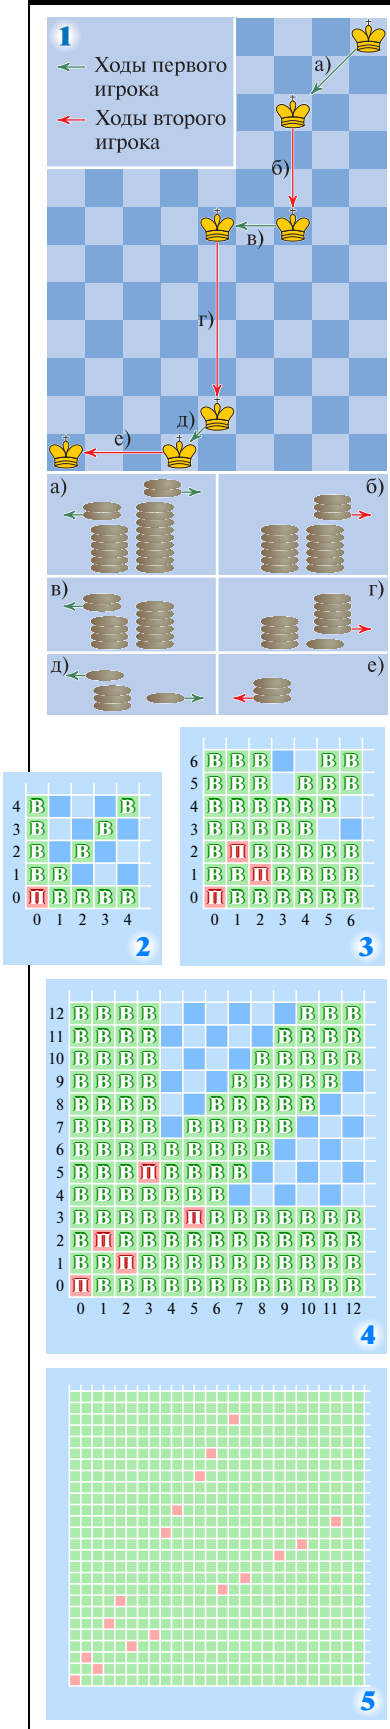 1
Ходы первого
игрока
Ходы второго
игрока
а)
б)
в)
г)
д)
е)
а) б)
в) г)
д) е)
4 В В
3 В В
2 В В
1 В В
0 П В В В В
0 1 2 3 4
2
6 В В В В В
5 В В В В В В
4 В В В В В В
3 В В В В В
2 В П В В В В В
1 В В П В В В В
0 П В В В В В В
0 1 2 3 4 5 6
3
12 В В В В В В В
11 В В В В В В В В
10 В В В В В В В В В
9 В В В В В В В В В
8 В В В В В В В В В
7 В В В В В В В В В
6 В В В В В В В В В
5 В В В П В В В В
4 В В В В В В В
3 В В В В В П В В В В В В В
2 В П В В В В В В В В В В В
1 В В П В В В В В В В В В В
0 П В В В В В В В В В В В В
0 1 2 3 4 5 6 7 8 9 10 11 12
4
5